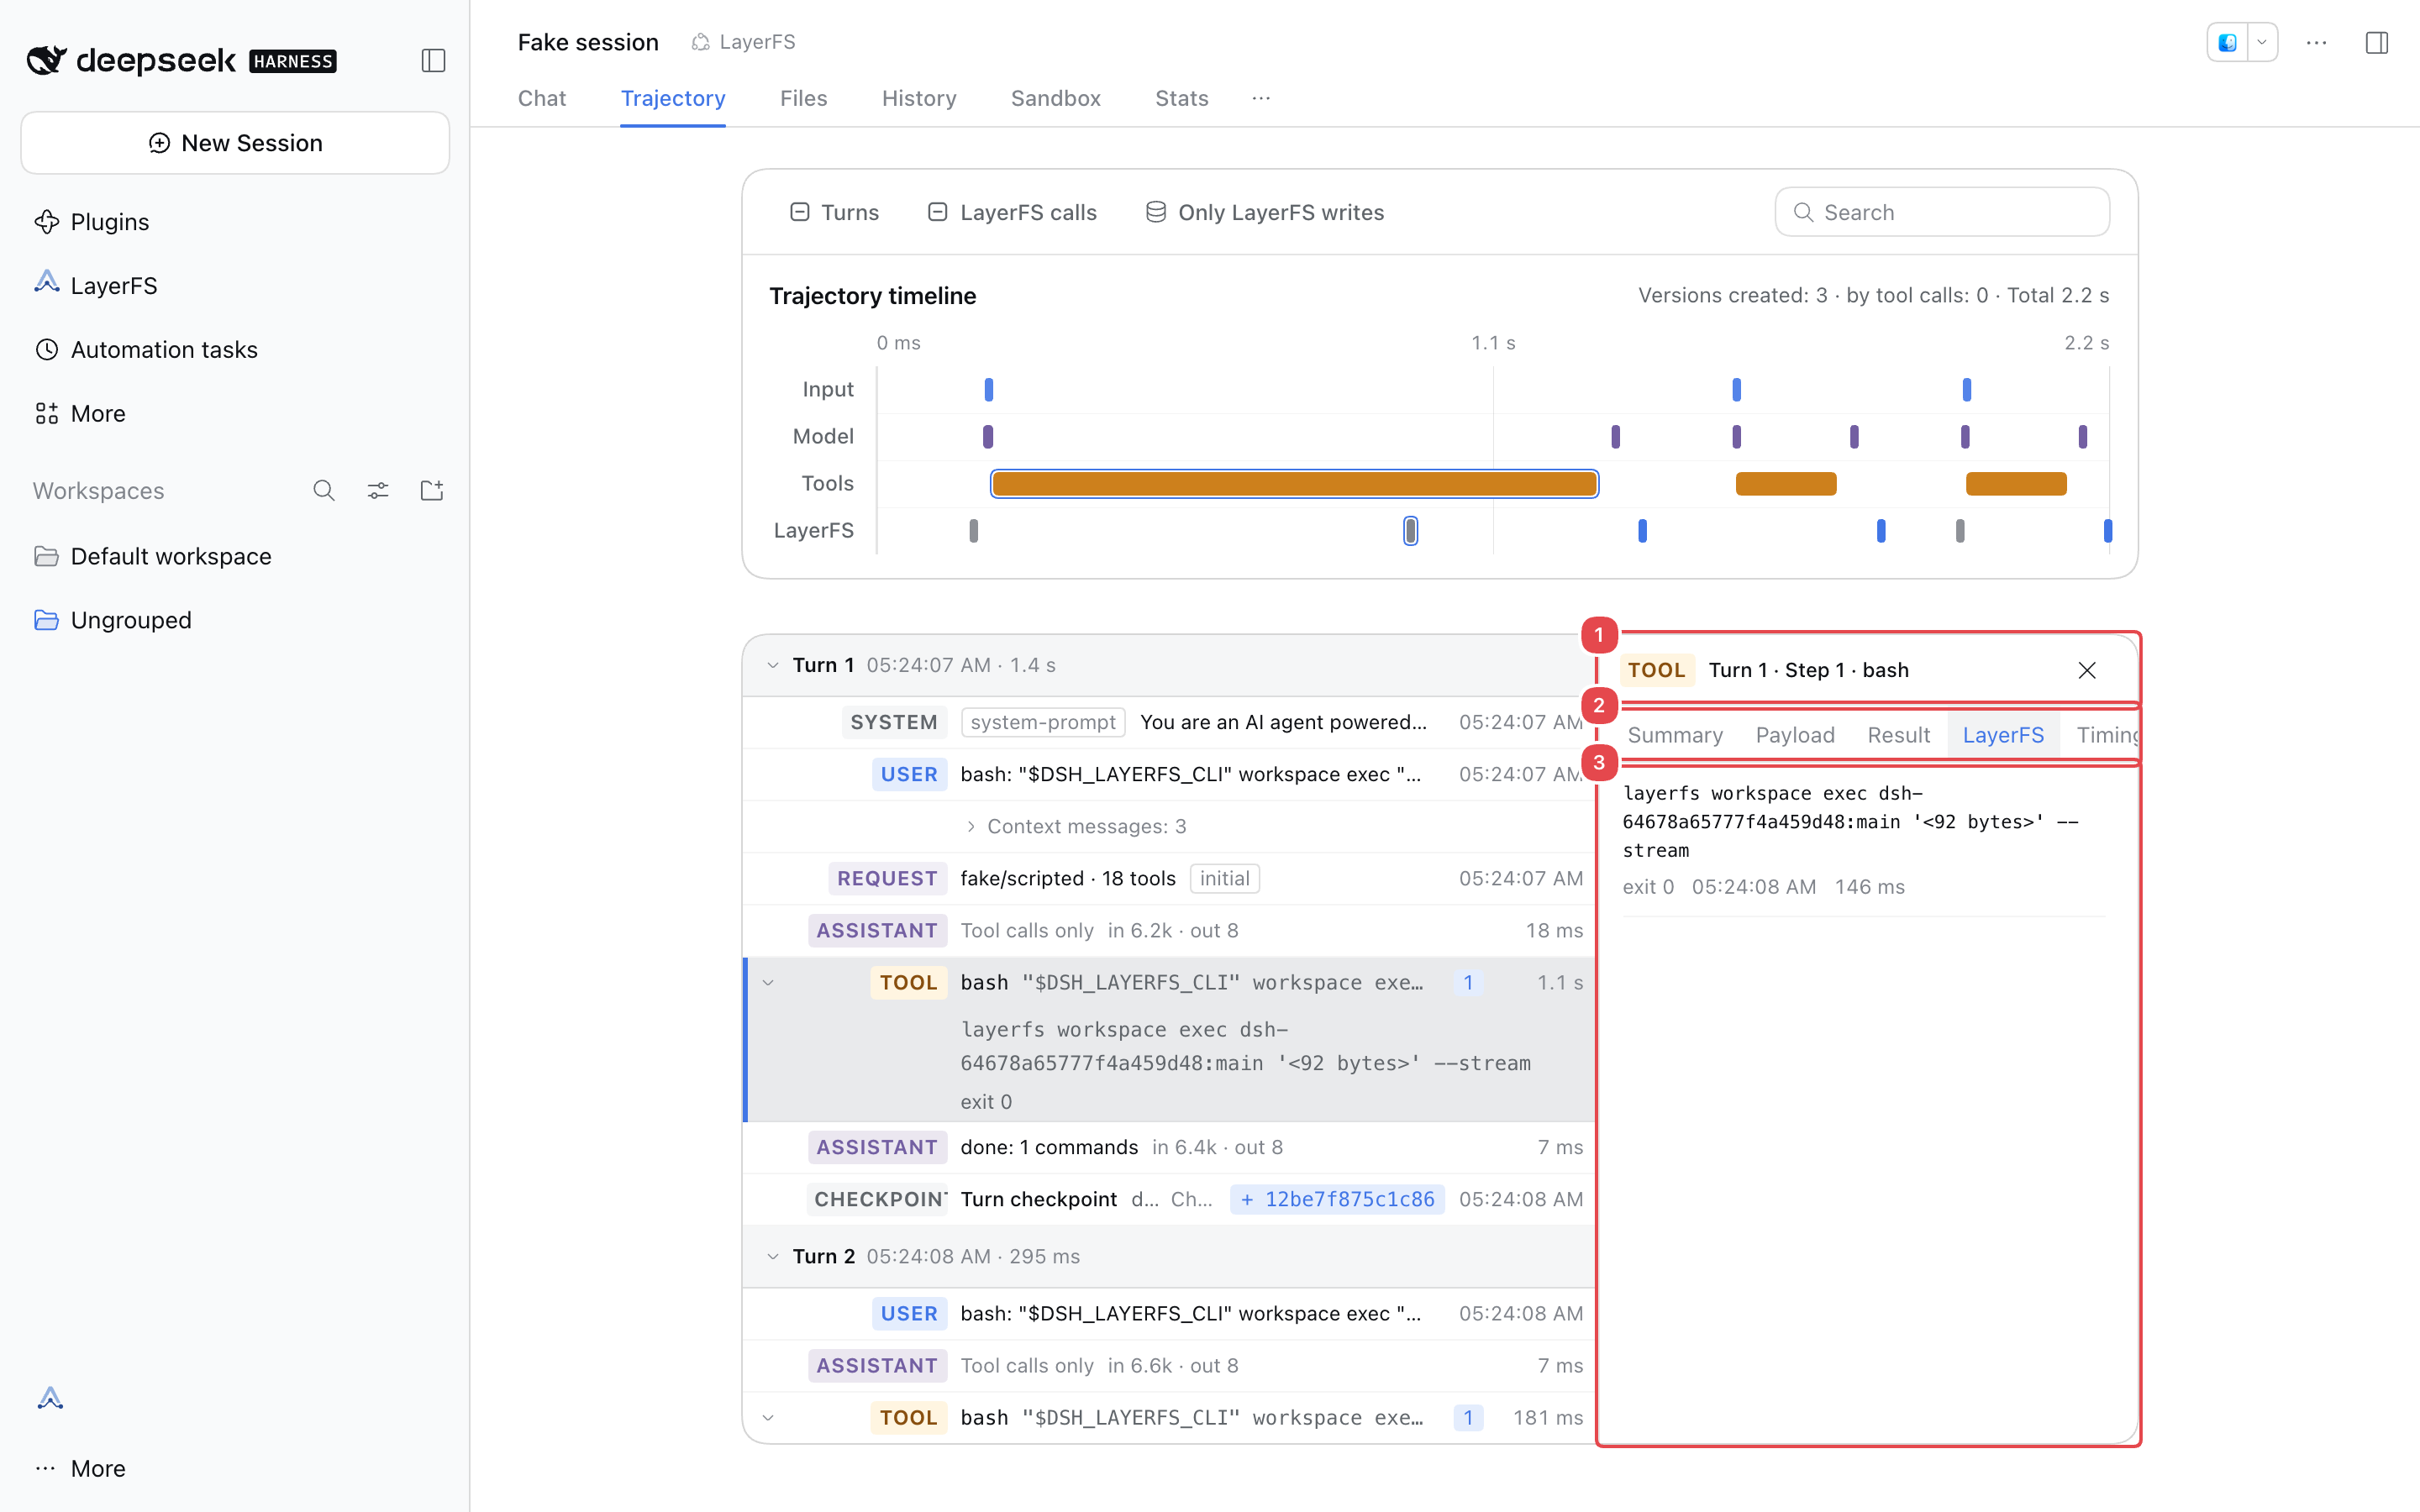 deepseek HARNESS
New Session
Plugins
LayerFS
Automation tasks
More
Workspaces
Default workspace
Ungrouped
More
Fake session LayerFS
Chat Trajectory Files History Sandbox Stats ...
Turns LayerFS calls Only LayerFS writes Search
Trajectory timeline Versions created: 3 · by tool calls: 0 · Total 2.2 s
0 ms 1.1 s 2.2 s
Input
Model
Tools
LayerFS
Turn 1 05:24:07 AM · 1.4 s
SYSTEM system-prompt You are an AI agent powered... 05:24:07 AM
USER bash: "$DSH_LAYERFS_CLI" workspace exec "... 05:24:07 AM
Context messages: 3
REQUEST fake/scripted · 18 tools initial 05:24:07 AM
ASSISTANT Tool calls only in 6.2k · out 8 18 ms
TOOL bash "$DSH_LAYERFS_CLI" workspace exe... 1 1.1 s
layerfs workspace exec dsh-
64678a65777f4a459d48:main '<92 bytes>' --stream
exit 0
ASSISTANT done: 1 commands in 6.4k · out 8 7 ms
CHECKPOINT Turn checkpoint d... Ch... + 12be7f875c1c86 05:24:08 AM
Turn 2 05:24:08 AM · 295 ms
USER bash: "$DSH_LAYERFS_CLI" workspace exec "... 05:24:08 AM
ASSISTANT Tool calls only in 6.6k · out 8 7 ms
TOOL bash "$DSH_LAYERFS_CLI" workspace exe... 1 181 ms
1
TOOL Turn 1 · Step 1 · bash
2
Summary Payload Result LayerFS Timing
3
layerfs workspace exec dsh-
64678a65777f4a459d48:main '<92 bytes>' --
stream
exit 0 05:24:08 AM 146 ms